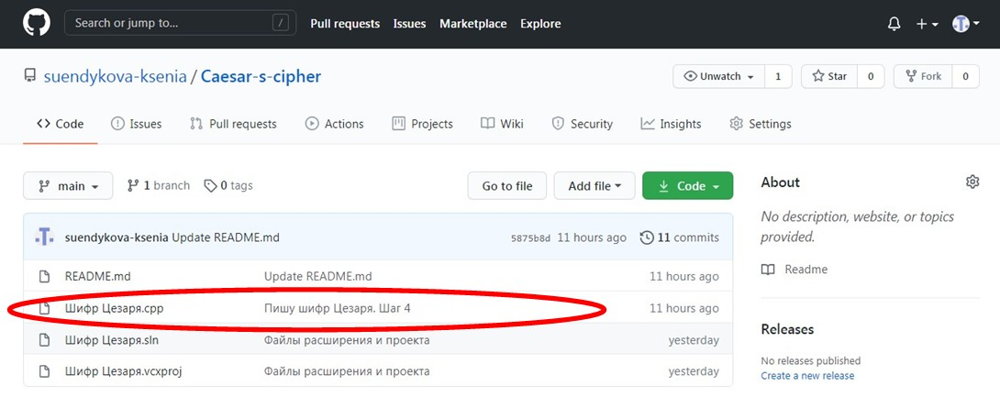 Search or jump to... / Pull requests Issues Marketplace Explore
suendykova-ksenia / Caesar-s-cipher Unwatch 1 Star 0 Fork 0
Code Issues Pull requests Actions Projects Wiki Security Insights Settings
main 1 branch 0 tags Go to file Add file Code About
No description, website, or topics
provided.
suendykova-ksenia Update README.md 5875b8d 11 hours ago 11 commits
Readme
README.md Update README.md 11 hours ago
Шифр Цезаря.cpp Пишу шифр Цезаря. Шаг 4 11 hours ago
Releases
Шифр Цезаря.sln Файлы расширения и проекта yesterday
No releases published
Шифр Цезаря.vcxproj Файлы расширения и проекта yesterday
Create a new release